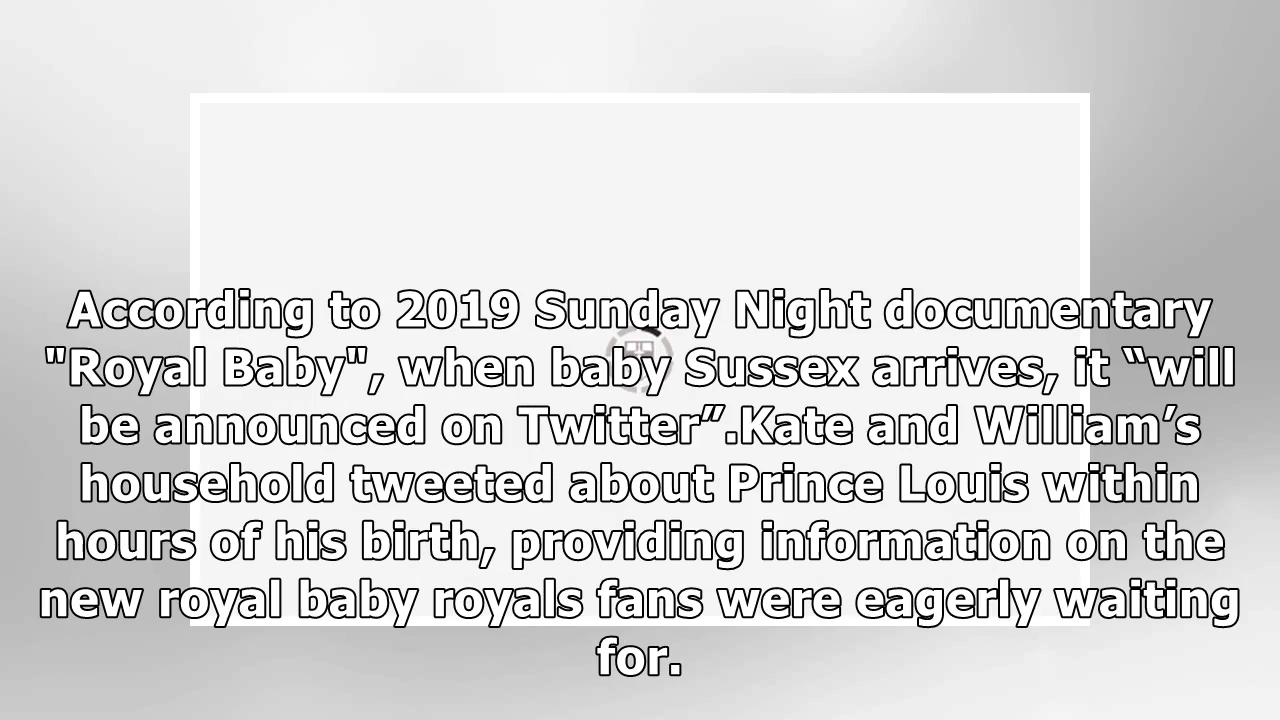 According to 2019 Sunday Night documentary
"Royal Baby", when baby Sussex arrives, it “will
be announced on Twitter”.Kate and William’s
household tweeted about Prince Louis within
hours of his birth, providing information on the
new royal baby royals fans were eagerly waiting
for.